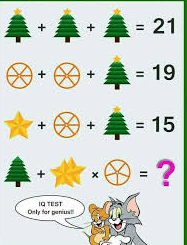 + + = 21
+ + = 19
+ + = 15
+ × = ?
IQ TEST
Only for genius!!